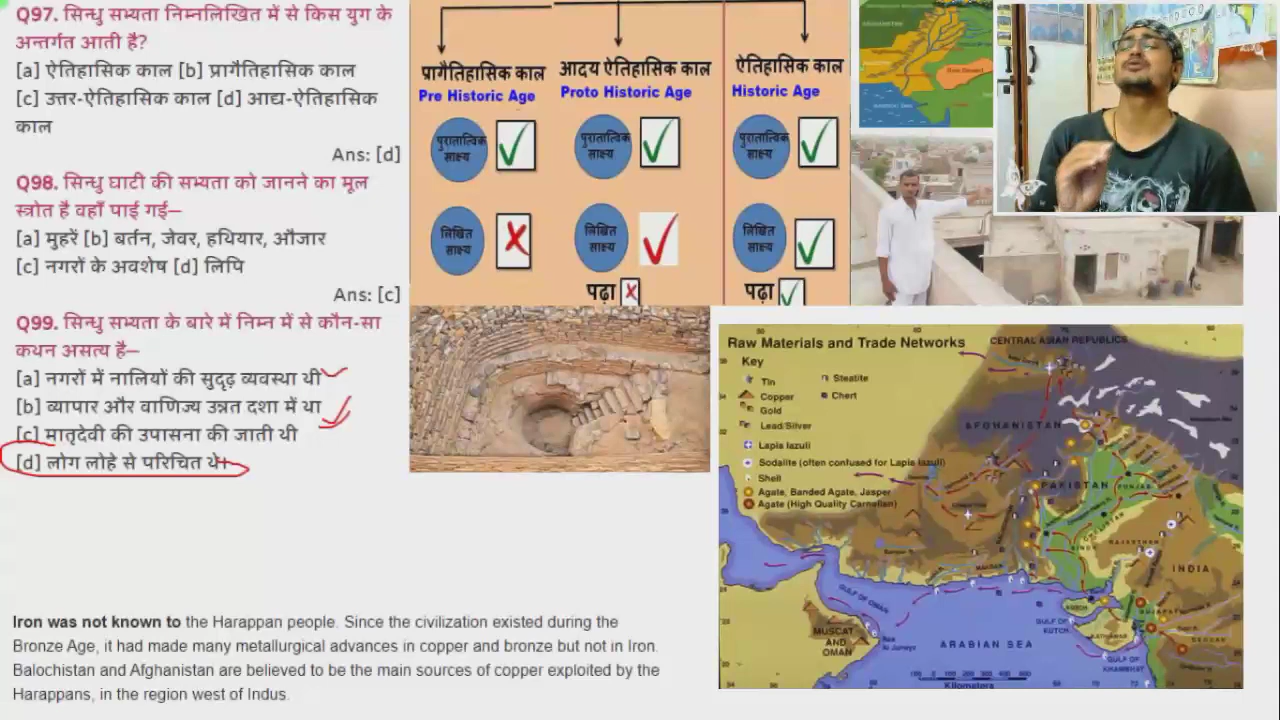 Q97. सिन्धु सभ्यता निम्नलिखित में से किस युग के
अन्तर्गत आती है?
[a] ऐतिहासिक काल [b] प्रागैतिहासिक काल
[c] उत्तर-ऐतिहासिक काल [d] आद्य-ऐतिहासिक
काल
Ans: [d]
Q98. सिन्धु घाटी की सभ्यता को जानने का मूल
स्त्रोत है वहाँ पाई गई—
[a] मुहरें [b] बर्तन, जेवर, हथियार, औजार
[c] नगरों के अवशेष [d] लिपि
Ans: [c]
Q99. सिन्धु सभ्यता के बारे में निम्न में से कौन-सा
कथन असत्य है—
[a] नगरों में नालियों की सुदृढ़ व्यवस्था थी
[b] व्यापार और वाणिज्य उन्नत दशा में था
[c] मातृदेवी की उपासना की जाती थी
[d] लोग लोहे से परिचित थे
Iron was not known to the Harappan people. Since the civilization existed during the
Bronze Age, it had made many metallurgical advances in copper and bronze but not in Iron.
Balochistan and Afghanistan are believed to be the main sources of copper exploited by the
Harappans, in the region west of Indus.
प्रागैतिहासिक काल
Pre Historic Age
पुरातात्विक
साक्ष्य
लिखित
साक्ष्य
आद्य ऐतिहासिक काल
Proto Historic Age
पुरातात्विक
साक्ष्य
लिखित
साक्ष्य
पढ़ा
ऐतिहासिक काल
Historic Age
पुरातात्विक
साक्ष्य
लिखित
साक्ष्य
पढ़ा
Raw Materials and Trade Networks
Key
Tin
Copper
Gold
Lead/Silver
Lapis lazuli
Sodalite (often confused for Lapis lazuli)
Shell
Agate, Banded Agate, Jasper
Agate (High Quality Carnelian)
Steatite
Chert
CENTRAL ASIAN REPUBLICS
AFGHANISTAN
PAKISTAN
PUNJAB
RAJASTHAN
INDIA
GULF OF OMAN
MUSCAT
AND
OMAN
ARABIAN SEA
GULF OF
KUTCH
GULF OF
KHAMBHAT
Kilometers